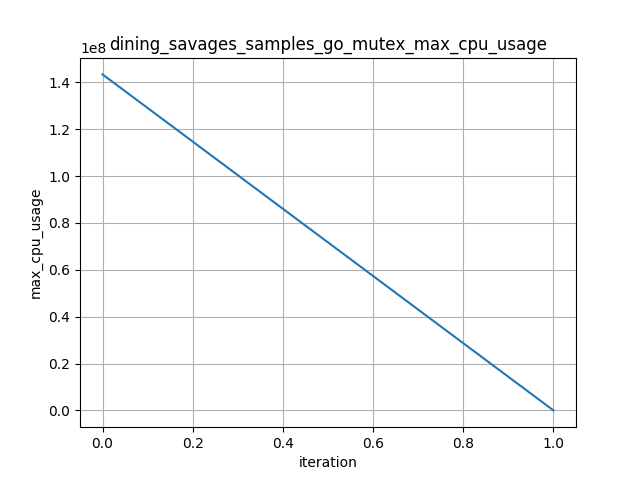 dining_savages_samples_go_mutex_max_cpu_usage
1e8
1.4
1.2
1.0
0.8
0.6
0.4
0.2
0.0
max_cpu_usage
0.0 0.2 0.4 0.6 0.8 1.0
iteration